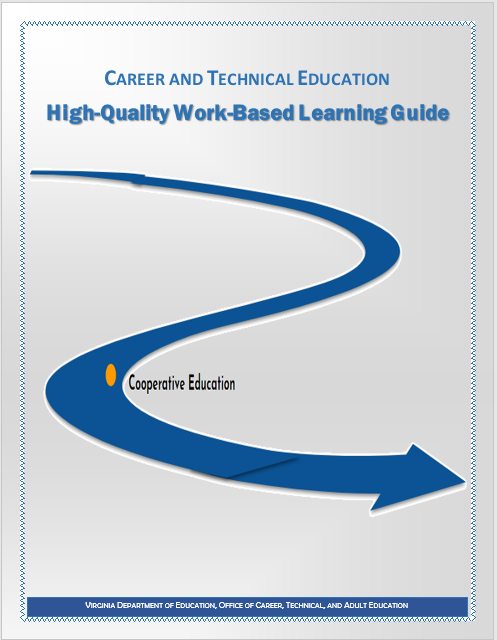 CAREER AND TECHNICAL EDUCATION
High-Quality Work-Based Learning Guide
Cooperative Education
VIRGINIA DEPARTMENT OF EDUCATION, OFFICE OF CAREER, TECHNICAL, AND ADULT EDUCATION